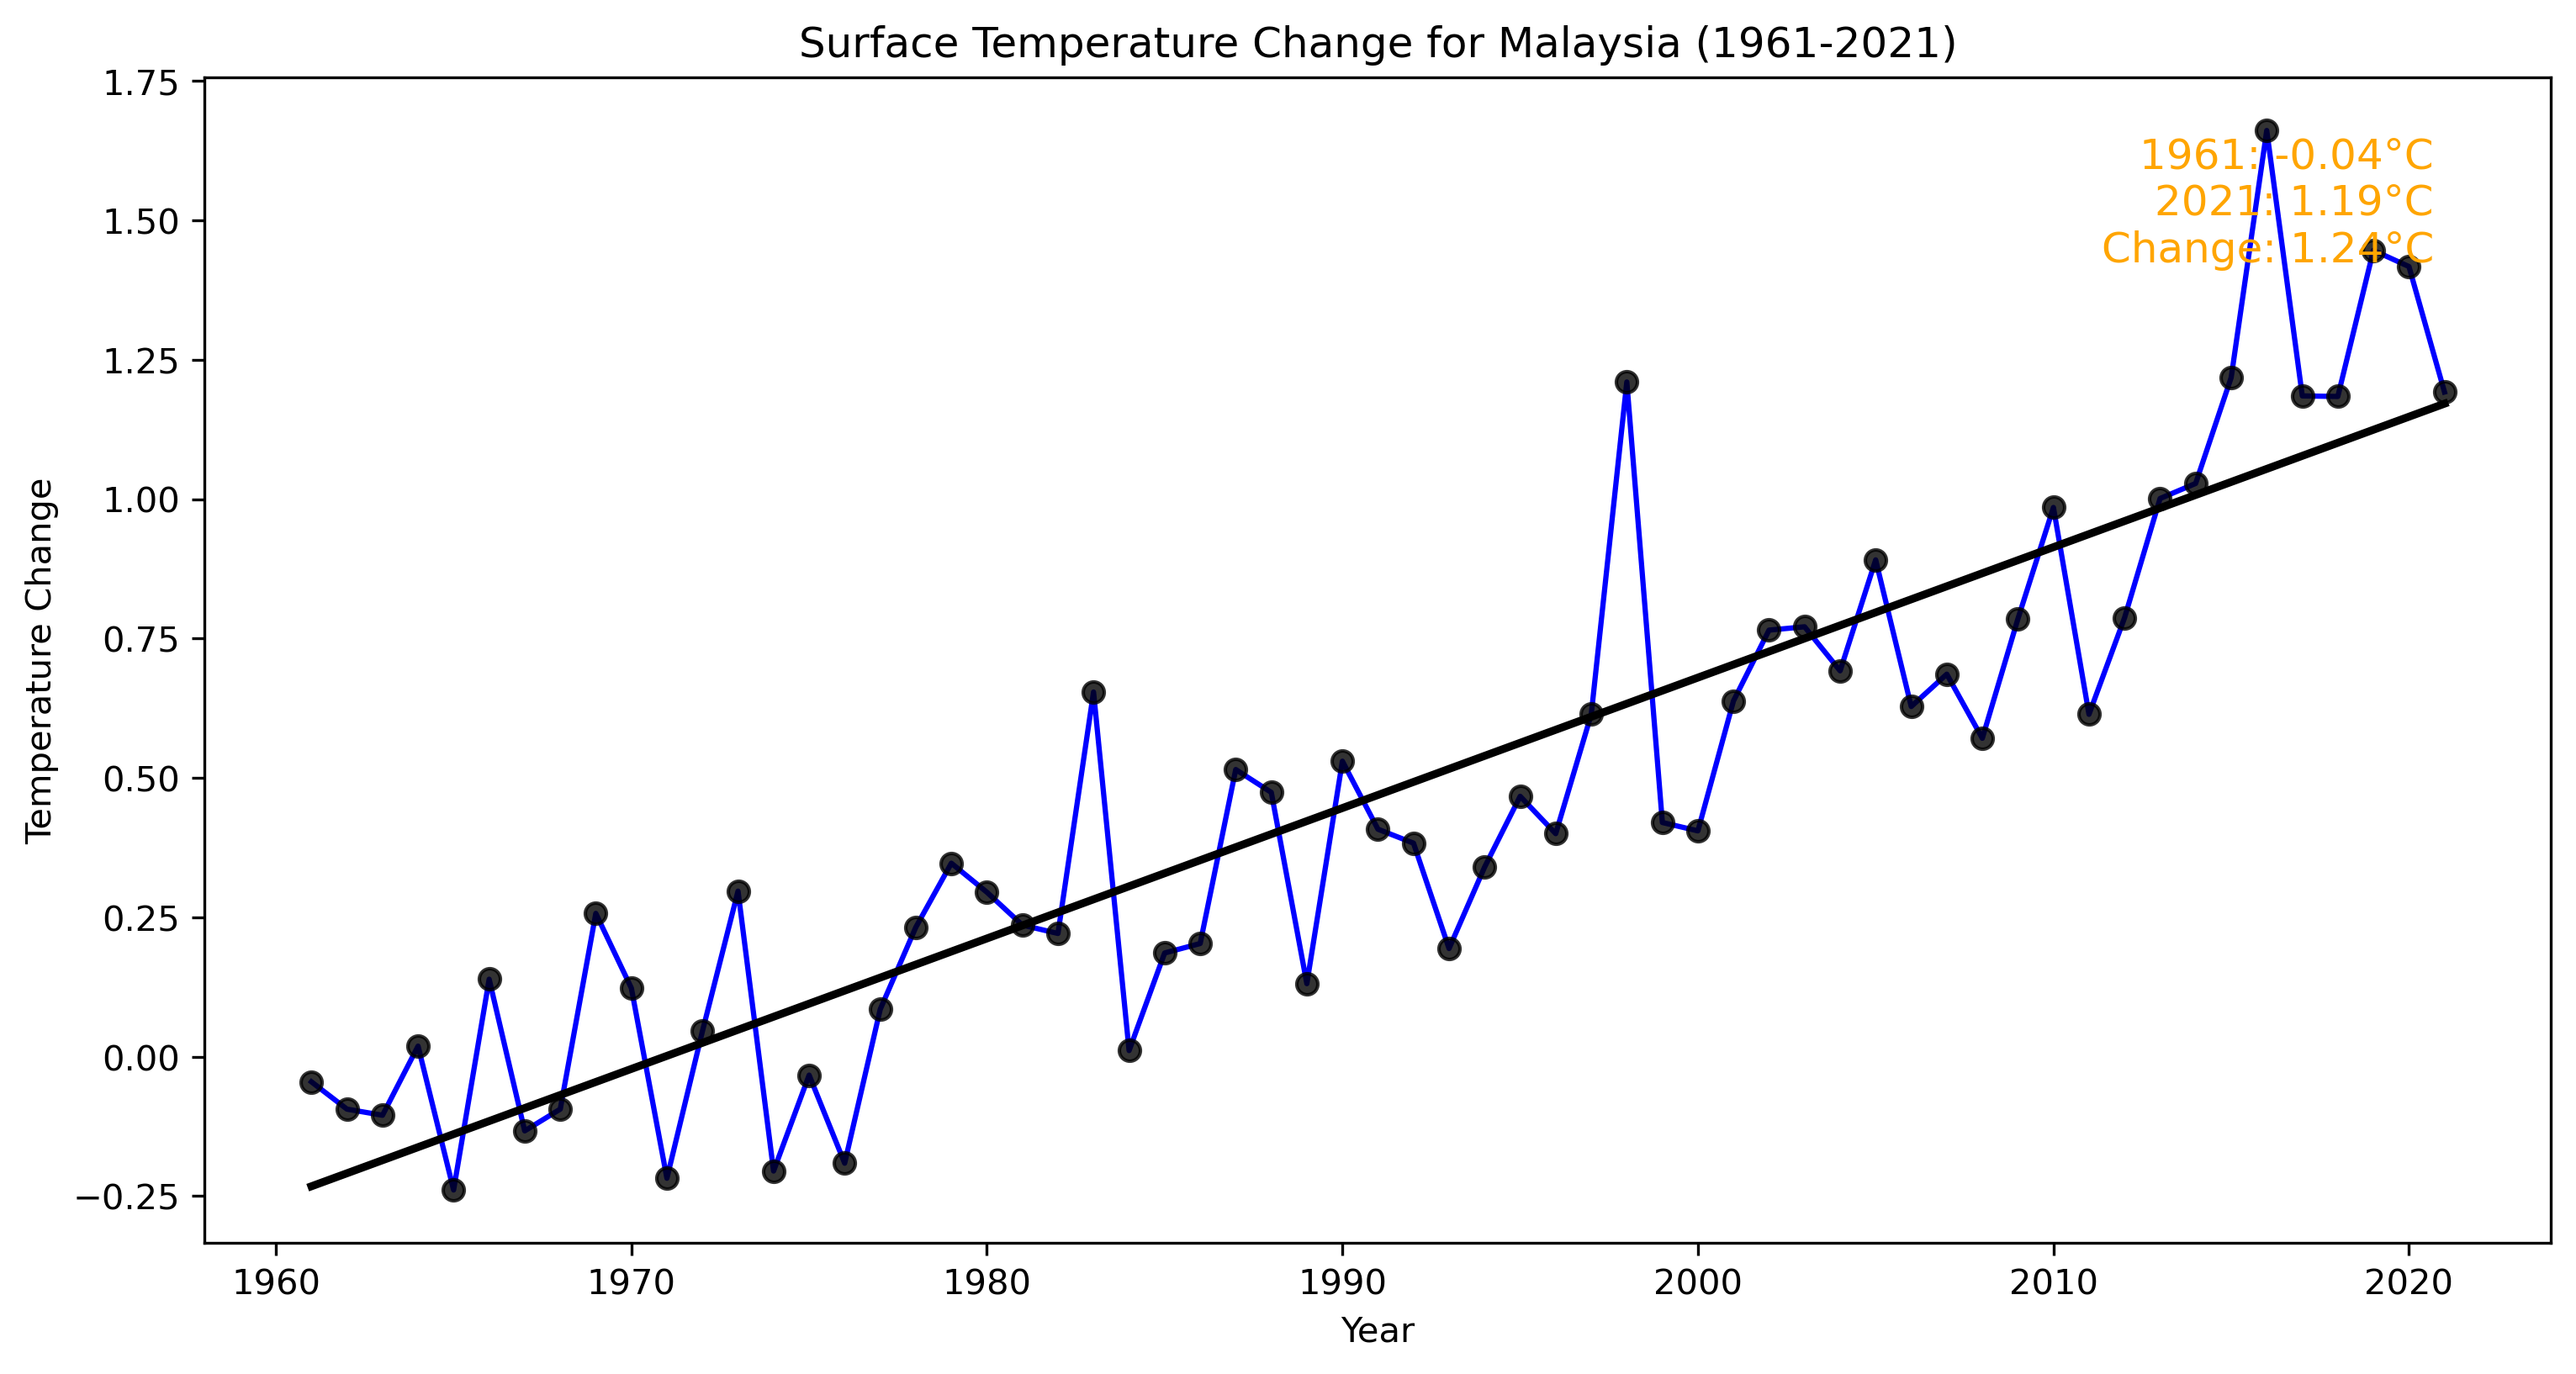 Surface Temperature Change for Malaysia (1961-2021)
1.75
1.50
1.25
1.00
0.75
0.50
0.25
0.00
−0.25
Temperature Change
1961: -0.04°C
2021: 1.19°C
Change: 1.24°C
1960 1970 1980 1990 2000 2010 2020
Year